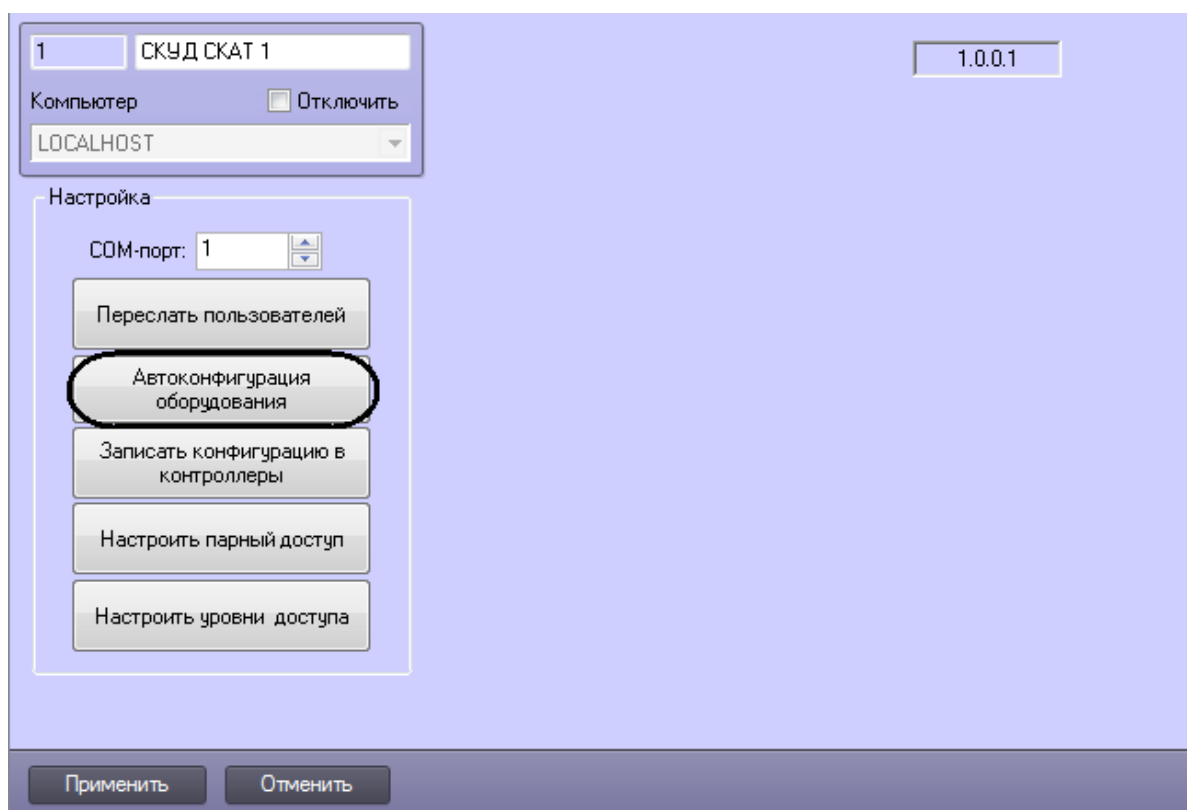 1
СКУД СКАТ 1
1.0.0.1
Компьютер
Отключить
LOCALHOST
Настройка
COM-порт: 1
Переслать пользователей
Автоконфигурация
оборудования
Записать конфигурацию в
контроллеры
Настроить парный доступ
Настроить уровни доступа
Применить
Отменить